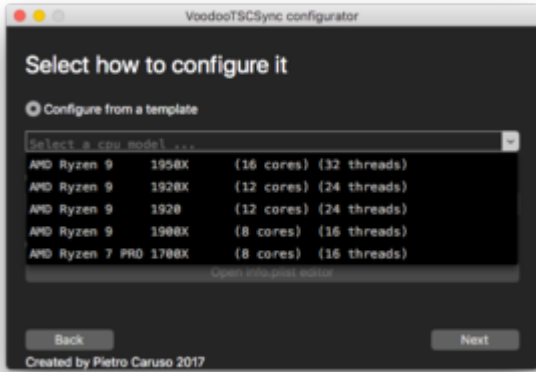 VoodooTSCSync configurator
Select how to configure it
Configure from a template
Select a cpu model ...
AMD Ryzen 9 1950X (16 cores) (32 threads)
AMD Ryzen 9 1920X (12 cores) (24 threads)
AMD Ryzen 9 1920 (12 cores) (24 threads)
AMD Ryzen 9 1900X (8 cores) (16 threads)
AMD Ryzen 7 PRO 1700X (8 cores) (16 threads)
Open info.plist editor
Back
Next
Created by Pietro Caruso 2017